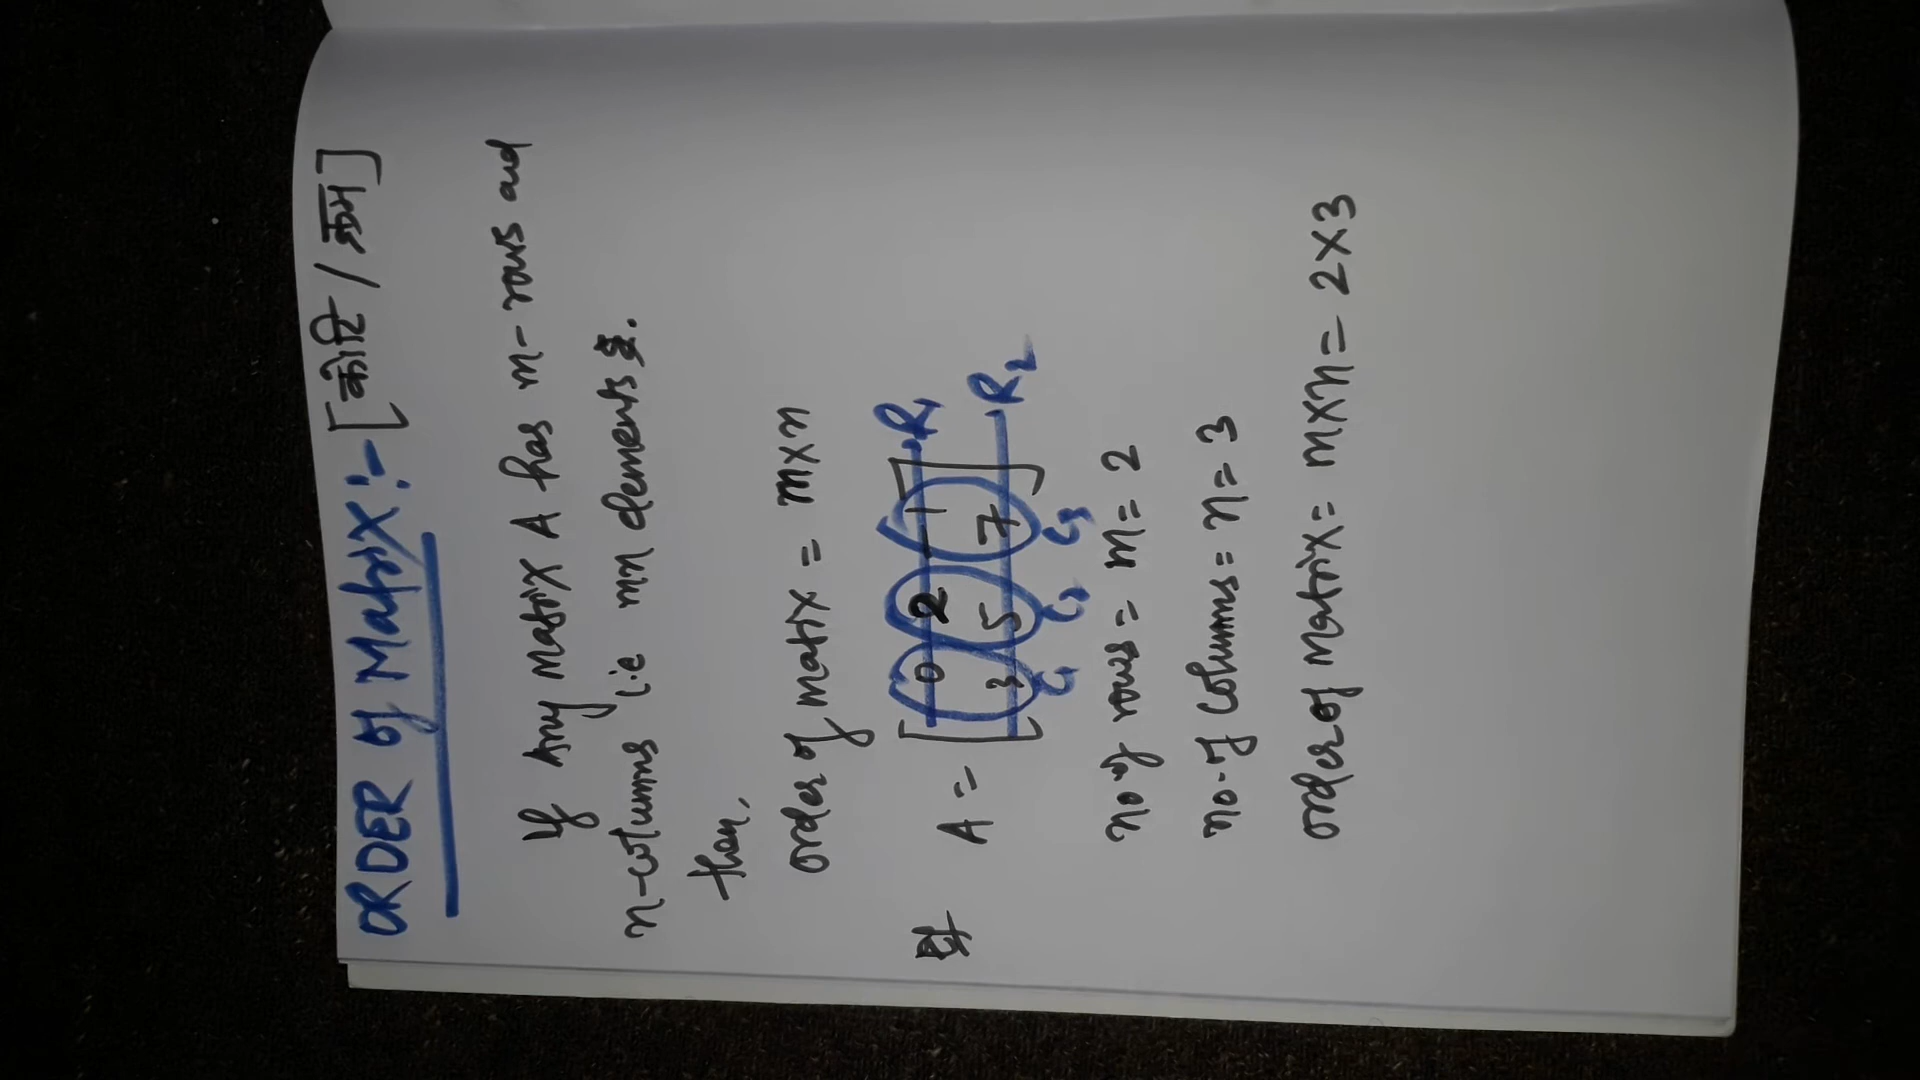 ORDER of Matrix:- [कोटि / क्रम]
If Any Matrix A has m-rows and
n-columns i.e mn elements
then,
order of matrix = m×n
A = [0 2 -1] R1
[3 5 7] R2
C1 C2 C3
no of rows = m = 2
no. of columns = n = 3
order of matrix = m×n = 2×3